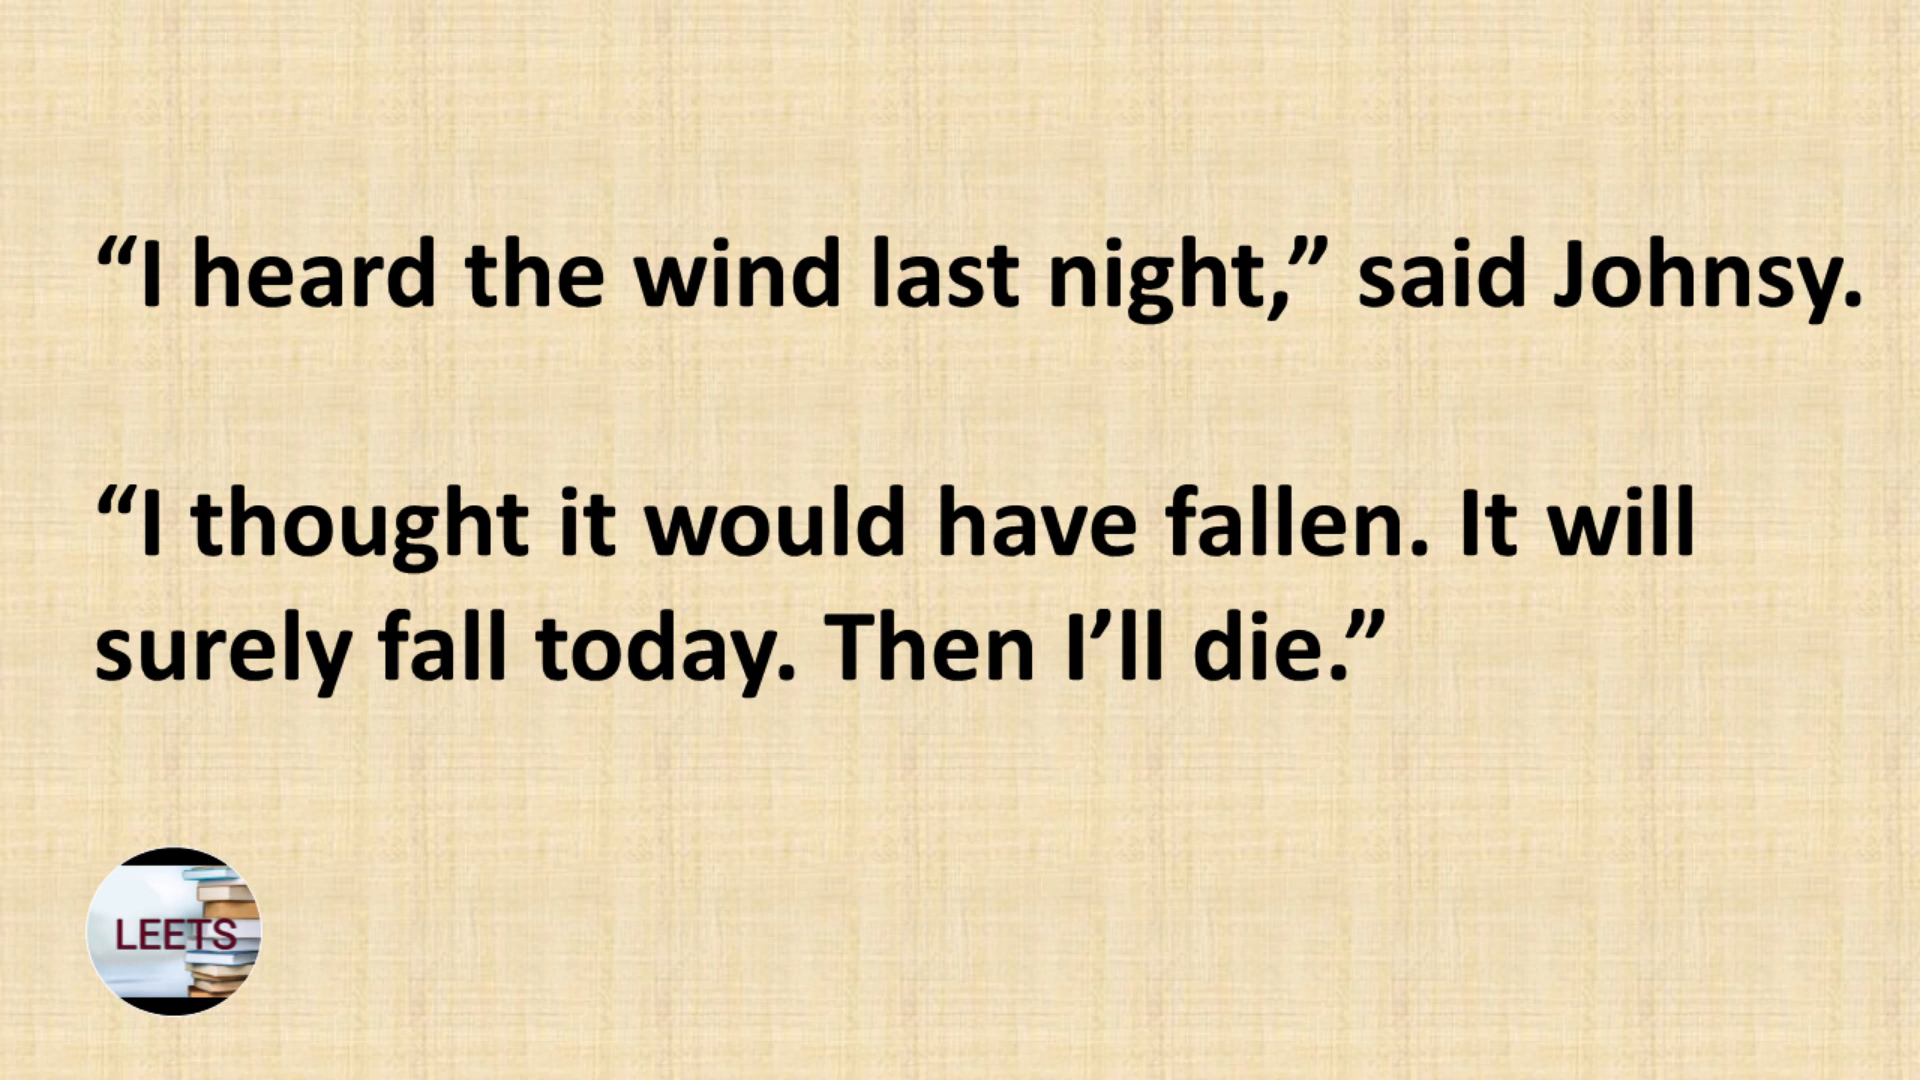 “I heard the wind last night,” said Johnsy.
“I thought it would have fallen. It will
surely fall today. Then I’ll die.”
LEETS